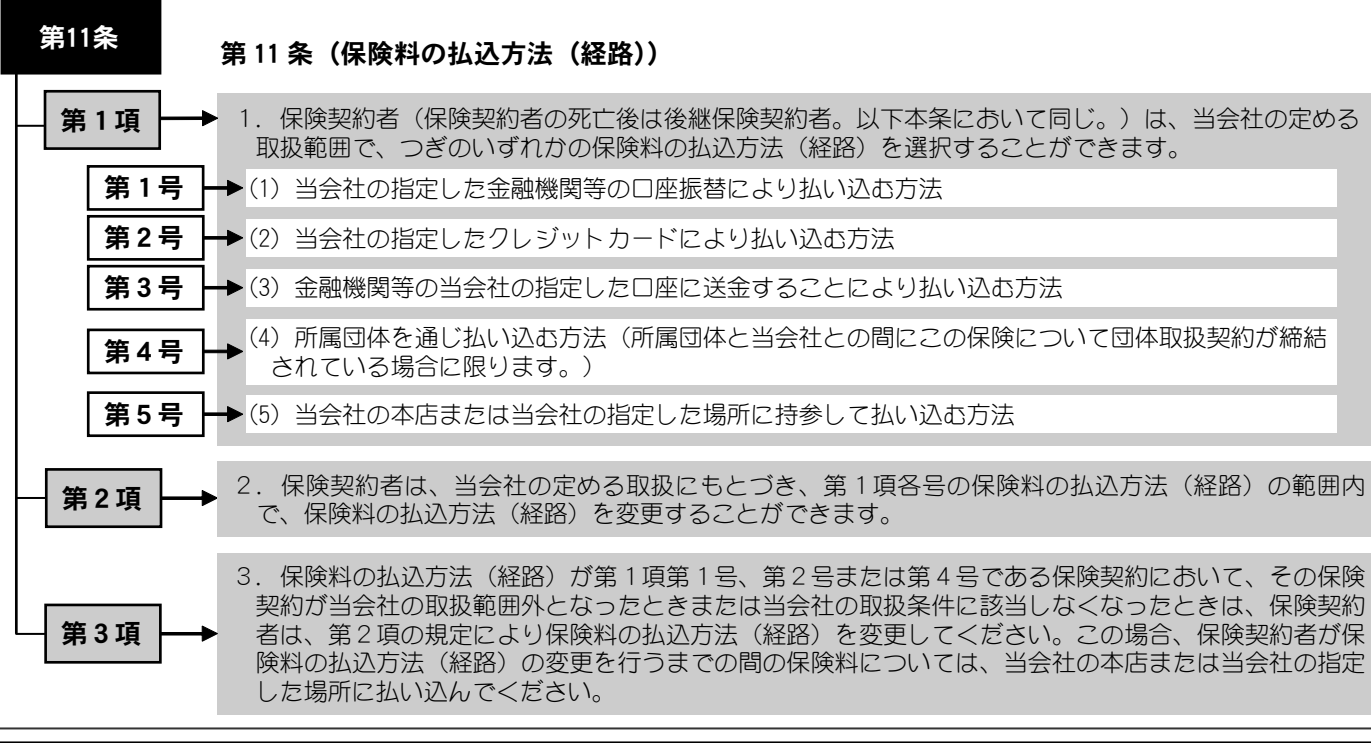 第11条
第 11 条（保険料の払込方法（経路））
第１項
１．保険契約者（保険契約者の死亡後は後継保険契約者。以下本条において同じ。）は、当会社の定める
取扱範囲で、つぎのいずれかの保険料の払込方法（経路）を選択することができます。
第１号
(1) 当会社の指定した金融機関等の口座振替により払い込む方法
第２号
(2) 当会社の指定したクレジットカードにより払い込む方法
第３号
(3) 金融機関等の当会社の指定した口座に送金することにより払い込む方法
第４号
(4) 所属団体を通じ払い込む方法（所属団体と当会社との間にこの保険について団体取扱契約が締結
されている場合に限ります。）
第５号
(5) 当会社の本店または当会社の指定した場所に持参して払い込む方法
第２項
２．保険契約者は、当会社の定める取扱にもとづき、第１項各号の保険料の払込方法（経路）の範囲内
で、保険料の払込方法（経路）を変更することができます。
第３項
３．保険料の払込方法（経路）が第１項第１号、第２号または第４号である保険契約において、その保険
契約が当会社の取扱範囲外となったときまたは当会社の取扱条件に該当しなくなったときは、保険契約
者は、第２項の規定により保険料の払込方法（経路）を変更してください。この場合、保険契約者が保
険料の払込方法（経路）の変更を行うまでの間の保険料については、当会社の本店または当会社の指定
した場所に払い込んでください。